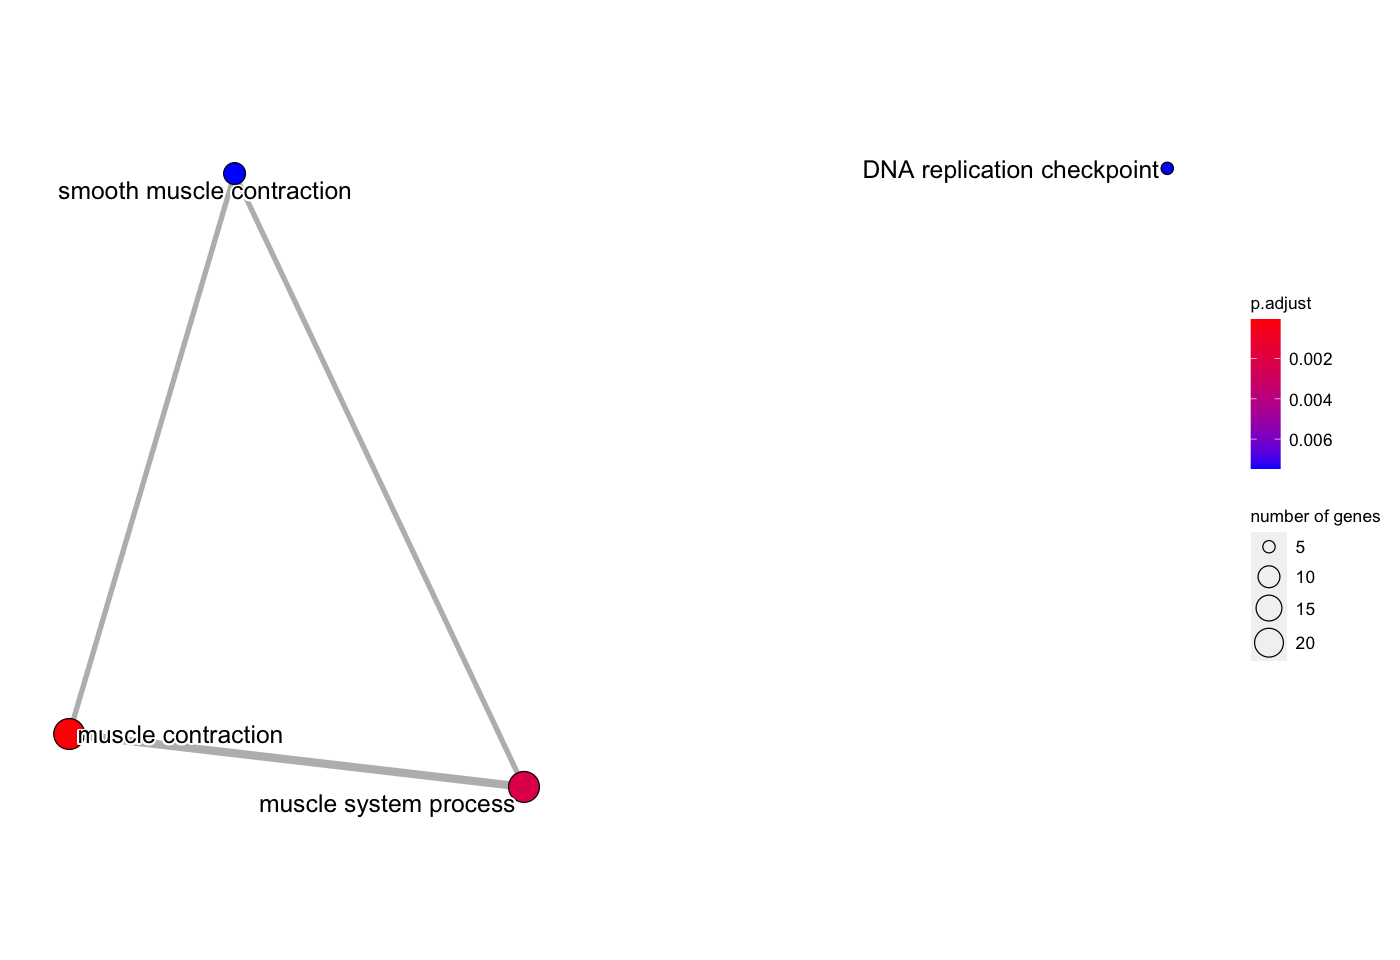 DNA replication checkpoint
smooth muscle contraction
muscle contraction
muscle system process
p.adjust
0.002
0.004
0.006
number of genes
5
10
15
20